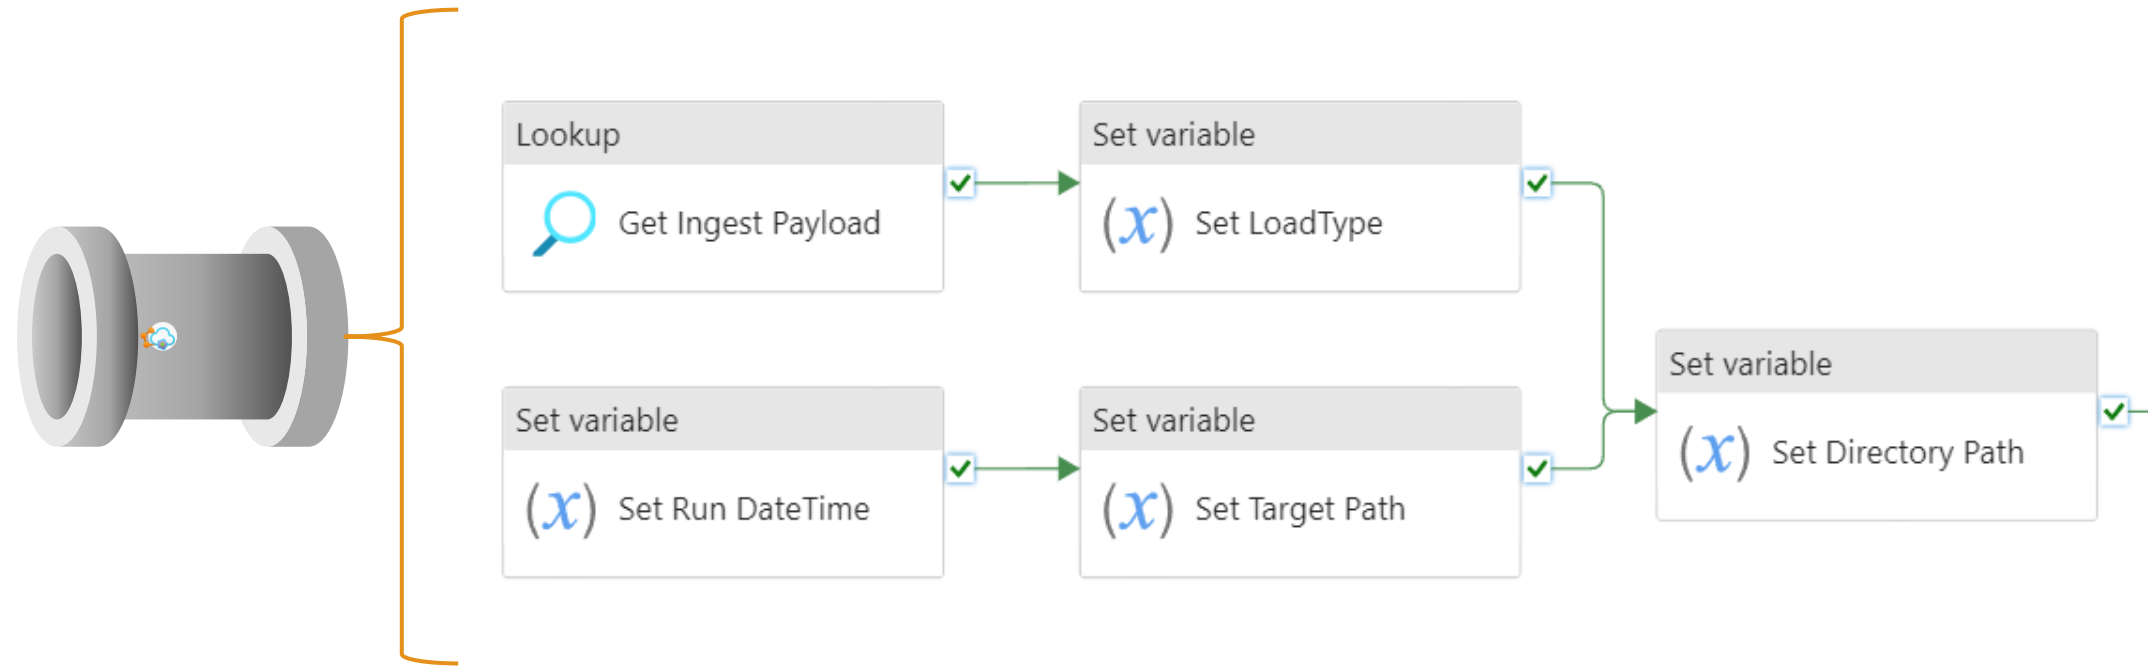 Lookup
Get Ingest Payload
Set variable
(x) Set LoadType
Set variable
(x) Set Run DateTime
Set variable
(x) Set Target Path
Set variable
(x) Set Directory Path